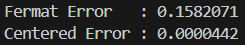 Fermat Error   : 0.1582071
Centered Error : 0.0000442